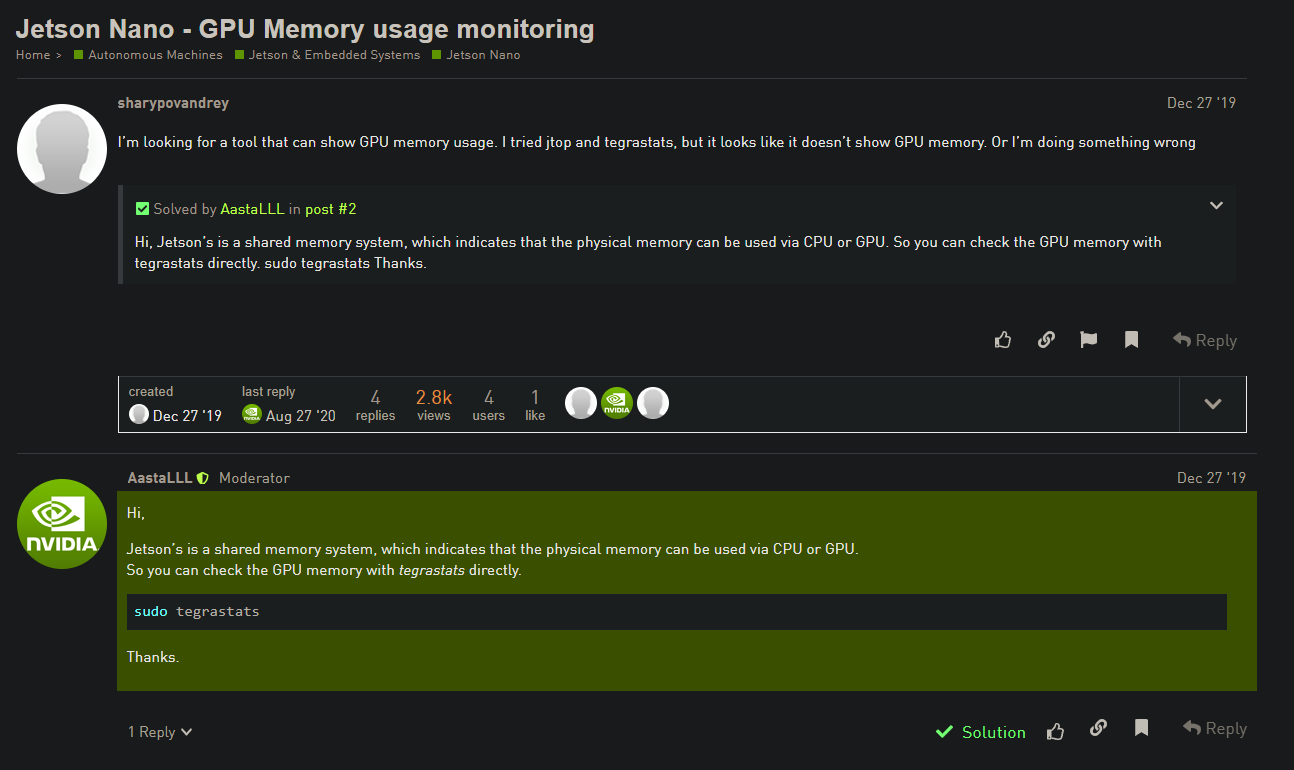 Jetson Nano - GPU Memory usage monitoring
Home > Autonomous Machines Jetson & Embedded Systems Jetson Nano
sharypovandrey Dec 27 '19
I'm looking for a tool that can show GPU memory usage. I tried jtop and tegrastats, but it looks like it doesn't show GPU memory. Or I'm doing something wrong
Solved by AastaLLL in post #2
Hi, Jetson's is a shared memory system, which indicates that the physical memory can be used via CPU or GPU. So you can check the GPU memory with
tegrastats directly. sudo tegrastats Thanks.
Reply
created last reply 4 2.8k 4 1
Dec 27 '19 Aug 27 '20 replies views users like
NVIDIA
AastaLLL Moderator Dec 27 '19
NVIDIA.
Hi,
Jetson's is a shared memory system, which indicates that the physical memory can be used via CPU or GPU.
So you can check the GPU memory with tegrastats directly.
sudo tegrastats
Thanks.
1 Reply Solution Reply